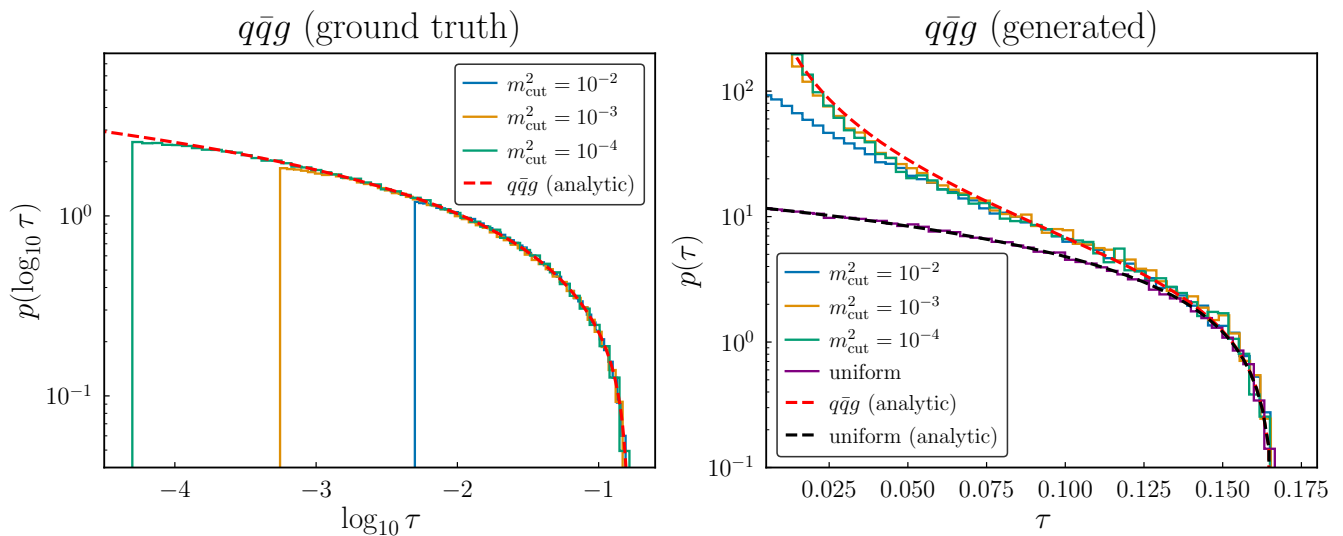 qq̄g (ground truth)
p(log₁₀ τ)
10⁰
10⁻¹
m²cut = 10⁻²
m²cut = 10⁻³
m²cut = 10⁻⁴
qq̄g (analytic)
−4
−3
−2
−1
log₁₀ τ
qq̄g (generated)
p(τ)
10²
10¹
10⁰
10⁻¹
m²cut = 10⁻²
m²cut = 10⁻³
m²cut = 10⁻⁴
uniform
qq̄g (analytic)
uniform (analytic)
0.025
0.050
0.075
0.100
0.125
0.150
0.175
τ